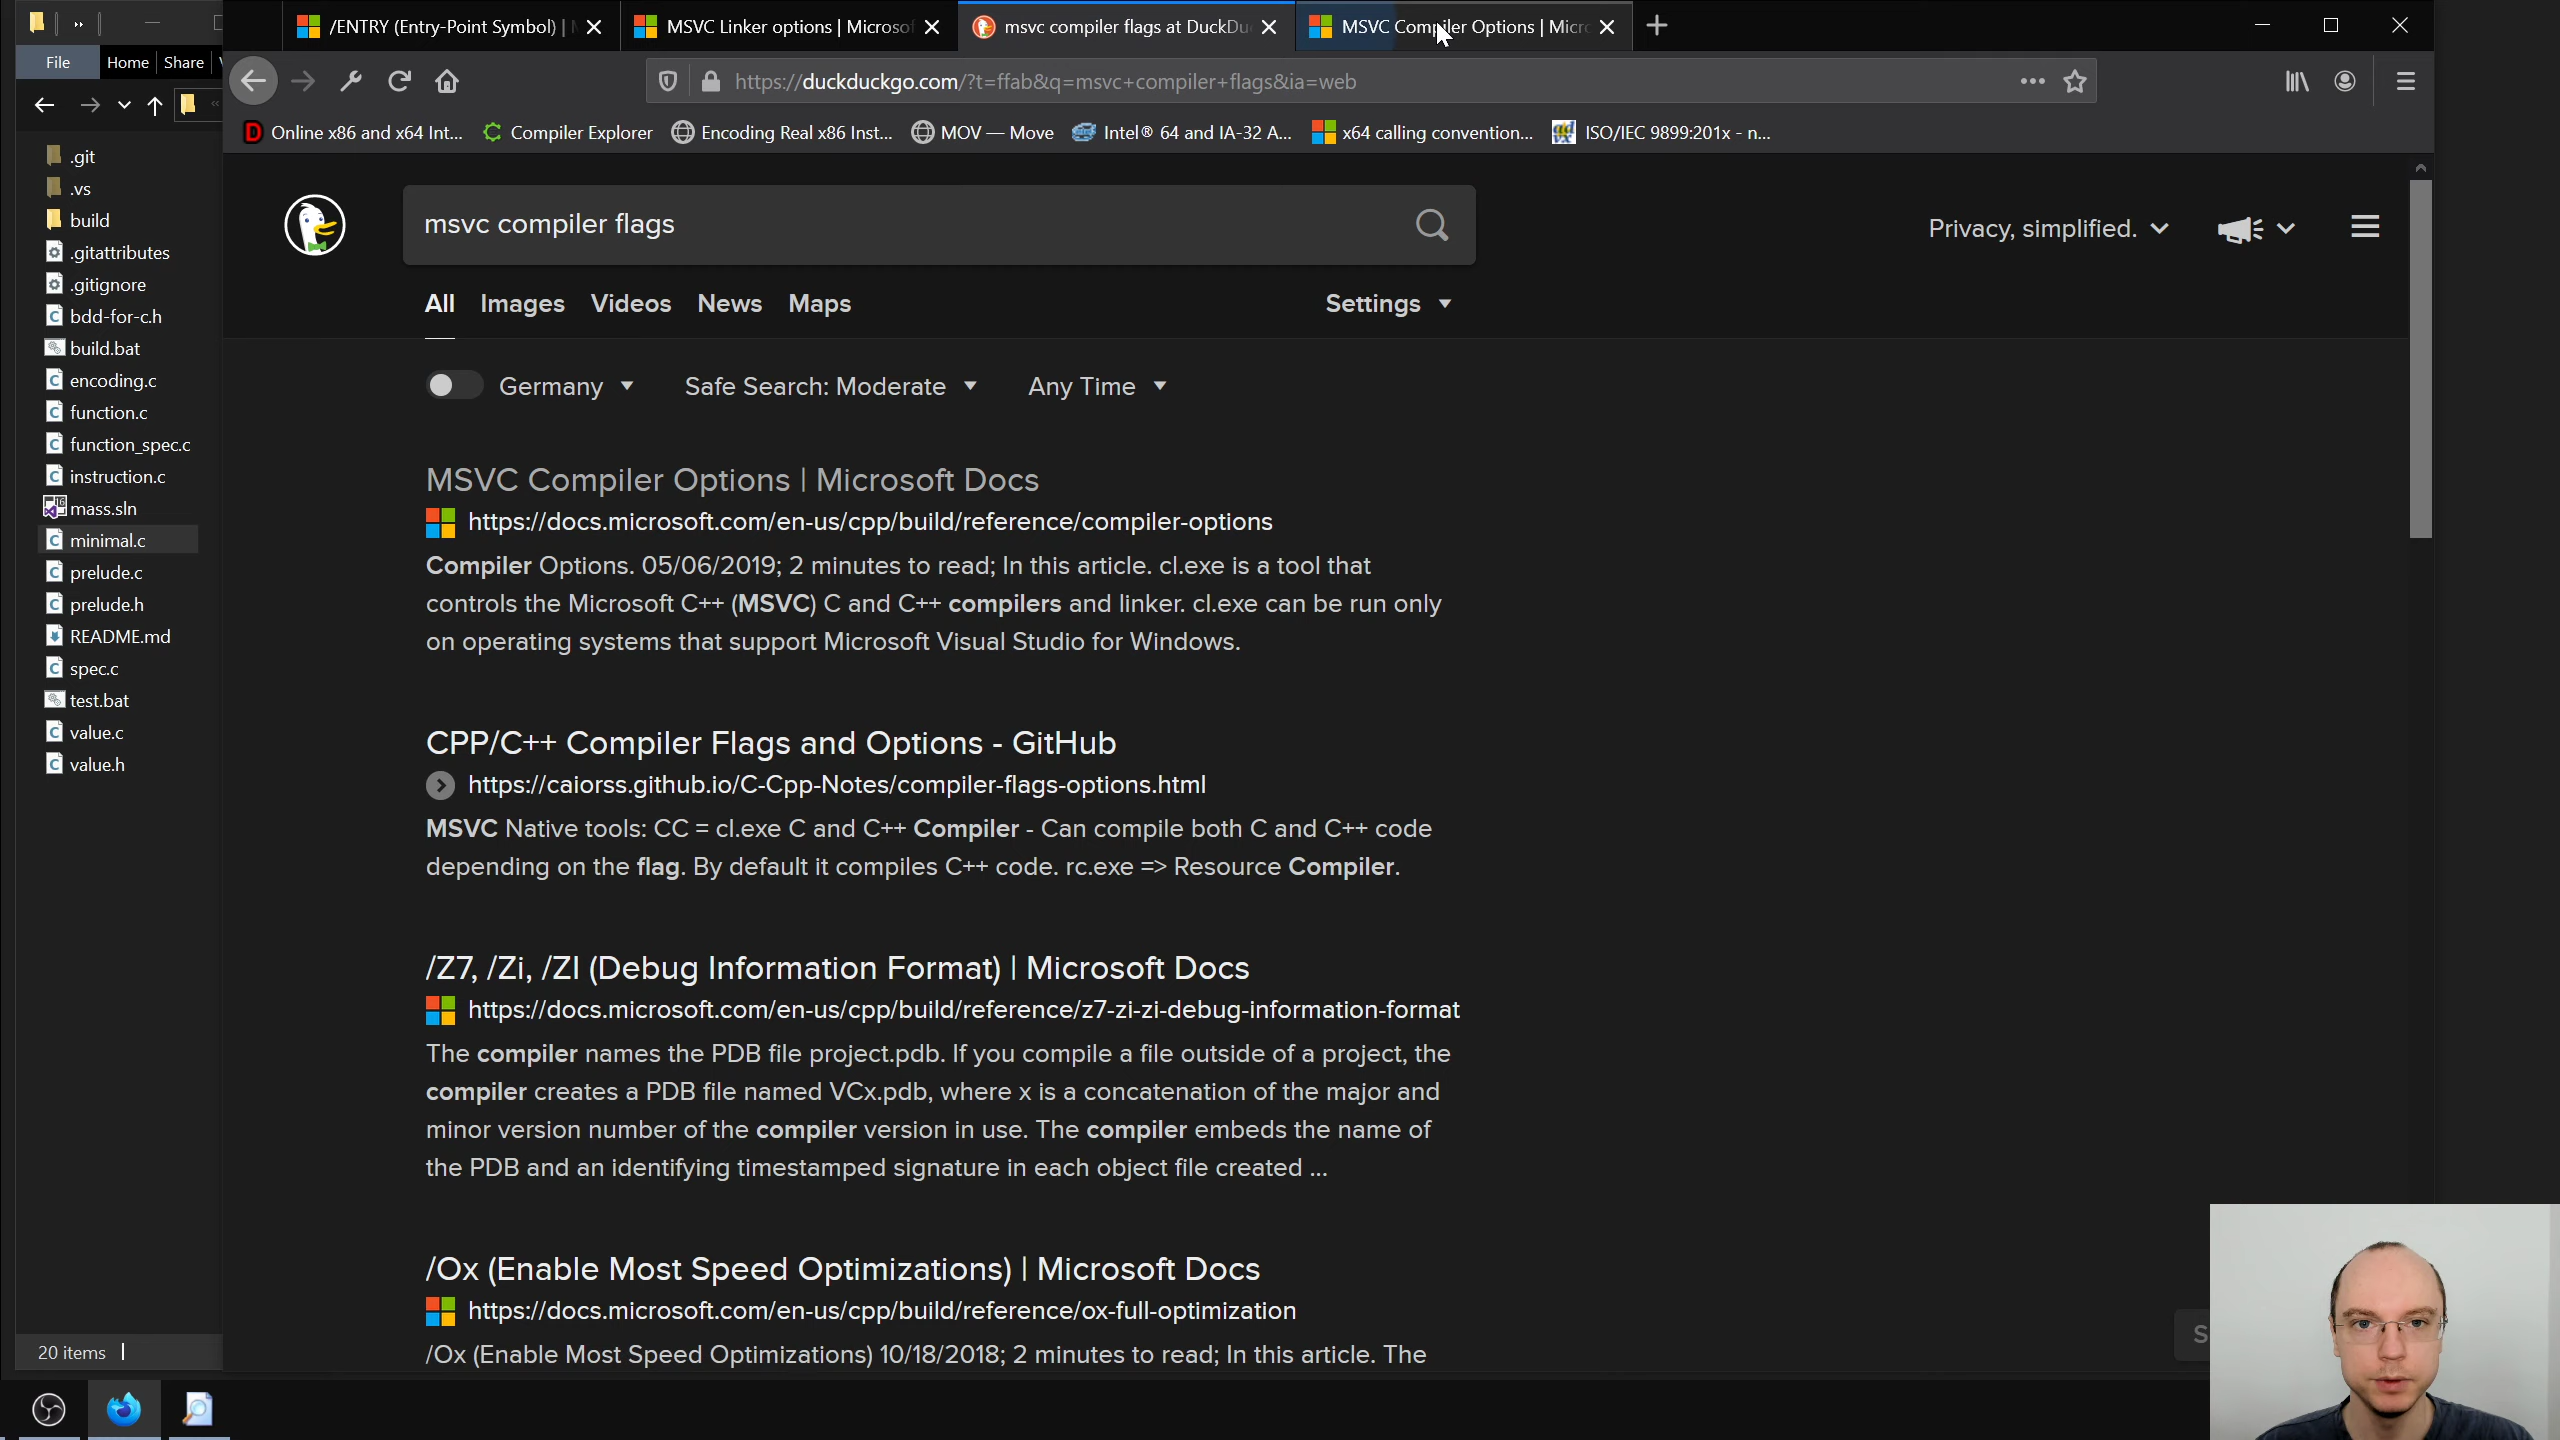 /ENTRY (Entry-Point Symbol) |
MSVC Linker options | Microsof
msvc compiler flags at DuckDu
MSVC Compiler Options | Micro
File
Home
Share
https://duckduckgo.com/?t=ffab&q=msvc+compiler+flags&ia=web
Online x86 and x64 Int...
Compiler Explorer
Encoding Real x86 Inst...
MOV — Move
Intel® 64 and IA-32 A...
x64 calling convention...
ISO/IEC 9899:201x - n...
.git
.vs
build
.gitattributes
.gitignore
bdd-for-c.h
build.bat
encoding.c
function.c
function_spec.c
instruction.c
mass.sln
minimal.c
prelude.c
prelude.h
README.md
spec.c
test.bat
value.c
value.h
20 items
msvc compiler flags
Privacy, simplified.
All
Images
Videos
News
Maps
Settings
Germany
Safe Search: Moderate
Any Time
MSVC Compiler Options | Microsoft Docs
https://docs.microsoft.com/en-us/cpp/build/reference/compiler-options
Compiler Options. 05/06/2019; 2 minutes to read; In this article. cl.exe is a tool that
controls the Microsoft C++ (MSVC) C and C++ compilers and linker. cl.exe can be run only
on operating systems that support Microsoft Visual Studio for Windows.
CPP/C++ Compiler Flags and Options - GitHub
https://caiorss.github.io/C-Cpp-Notes/compiler-flags-options.html
MSVC Native tools: CC = cl.exe C and C++ Compiler - Can compile both C and C++ code
depending on the flag. By default it compiles C++ code. rc.exe => Resource Compiler.
/Z7, /Zi, /ZI (Debug Information Format) | Microsoft Docs
https://docs.microsoft.com/en-us/cpp/build/reference/z7-zi-zi-debug-information-format
The compiler names the PDB file project.pdb. If you compile a file outside of a project, the
compiler creates a PDB file named VCx.pdb, where x is a concatenation of the major and
minor version number of the compiler version in use. The compiler embeds the name of
the PDB and an identifying timestamped signature in each object file created ...
/Ox (Enable Most Speed Optimizations) | Microsoft Docs
https://docs.microsoft.com/en-us/cpp/build/reference/ox-full-optimization
/Ox (Enable Most Speed Optimizations) 10/18/2018; 2 minutes to read; In this article. The